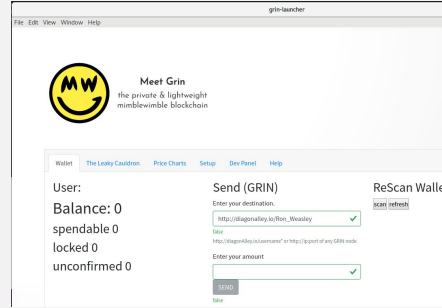 grin-launcher
File Edit View Window Help
MW
Meet Grin
the private & lightweight
mimblewimble blockchain
Wallet The Leaky Cauldron Price Charts Setup Dev Panel Help
User:
Balance: 0
spendable 0
locked 0
unconfirmed 0
Send (GRIN)
Enter your destination.
http://diagonalley.io/Ron_Weasley
false
http://diagonAlley.io/username" or http://ip:port of any GRIN node
Enter your amount
SEND
false
ReScan Walle
scan refresh